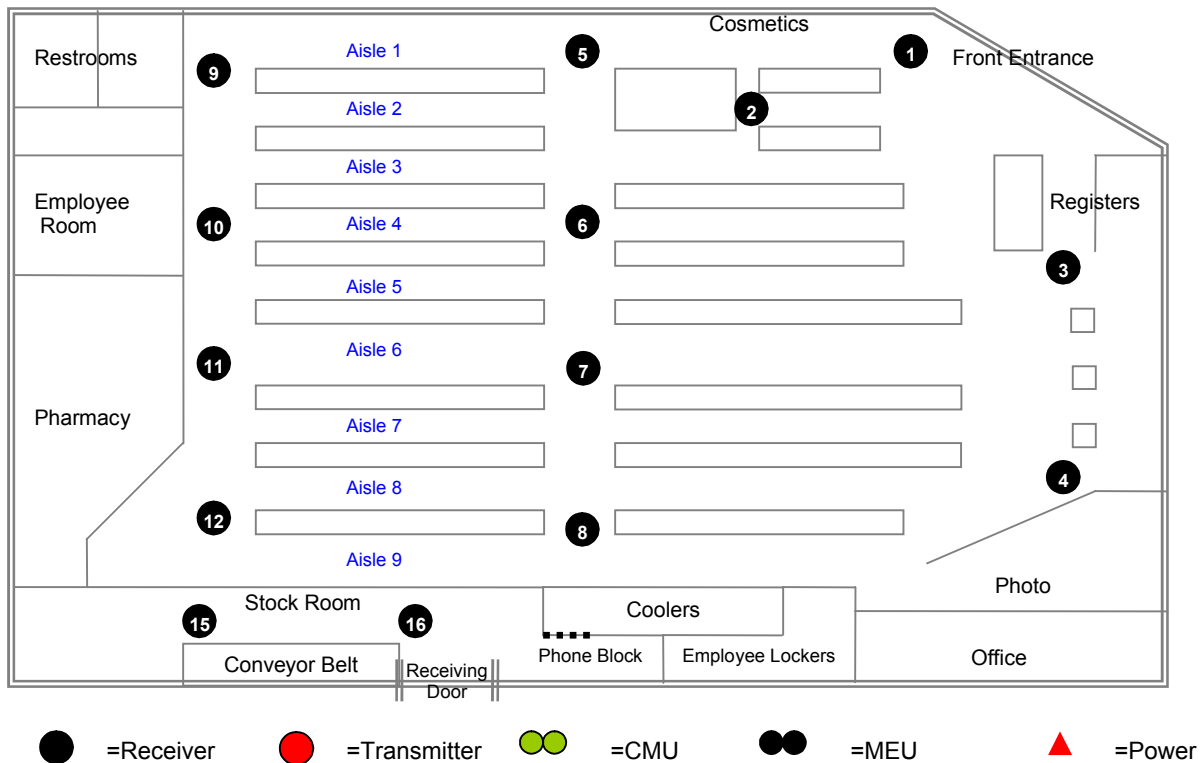 Cosmetics
Restrooms
Aisle 1
5
1
Front Entrance
9
Aisle 2
2
Aisle 3
Employee
Room
Registers
10
Aisle 4
6
3
Aisle 5
Aisle 6
11
7
Pharmacy
Aisle 7
4
Aisle 8
12
8
Aisle 9
Photo
Stock Room
Coolers
15
16
Conveyor Belt
Receiving
Door
Phone Block
Employee Lockers
Office
=Receiver
=Transmitter
=CMU
=MEU
=Power